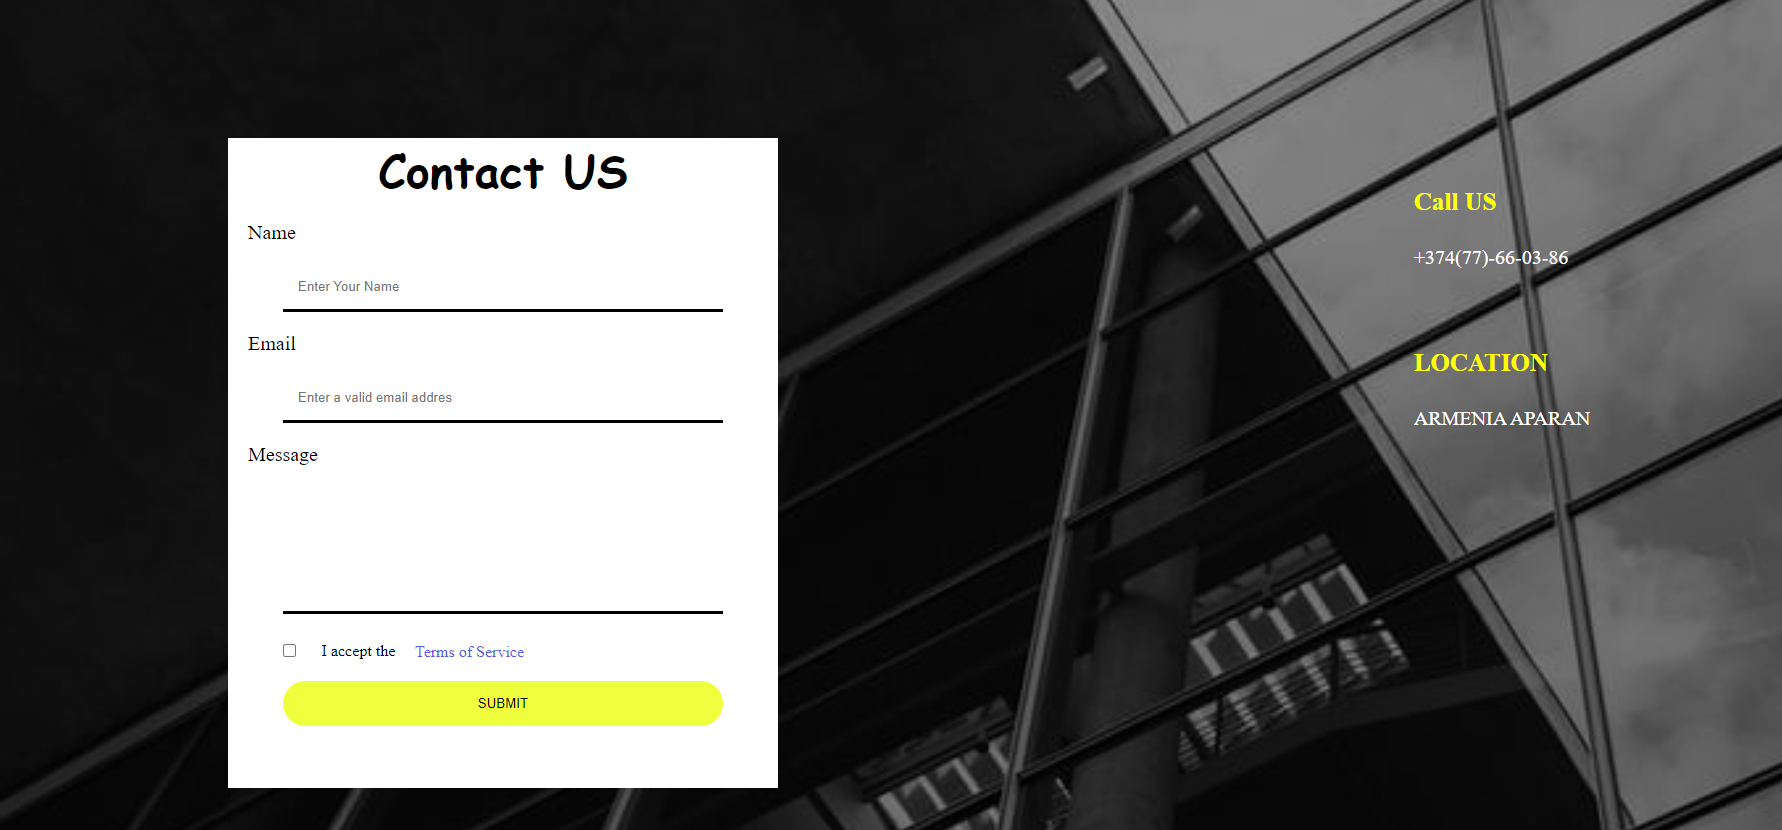 Contact US
Name
Enter Your Name
Email
Enter a valid email addres
Message
I accept the Terms of Service
SUBMIT
Call US
+374(77)-66-03-86
LOCATION
ARMENIA APARAN